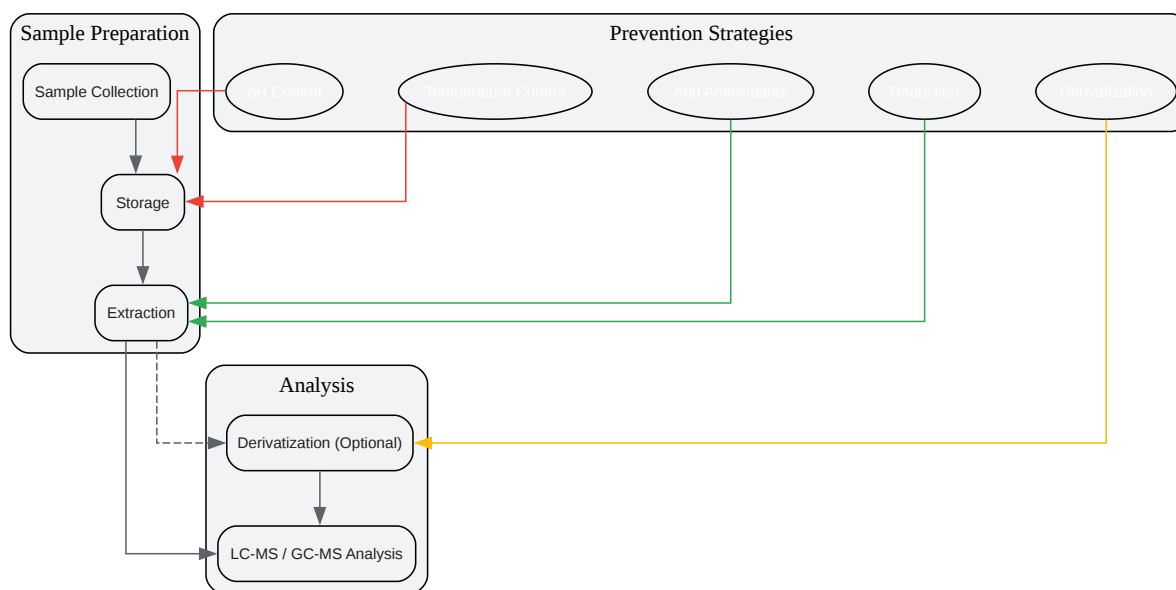 Sample Preparation
Prevention Strategies
Sample Collection
pH Control
Temperature Control
Add Antioxidants
Reduction
Derivatization
Storage
Extraction
Analysis
Derivatization (Optional)
LC-MS / GC-MS Analysis